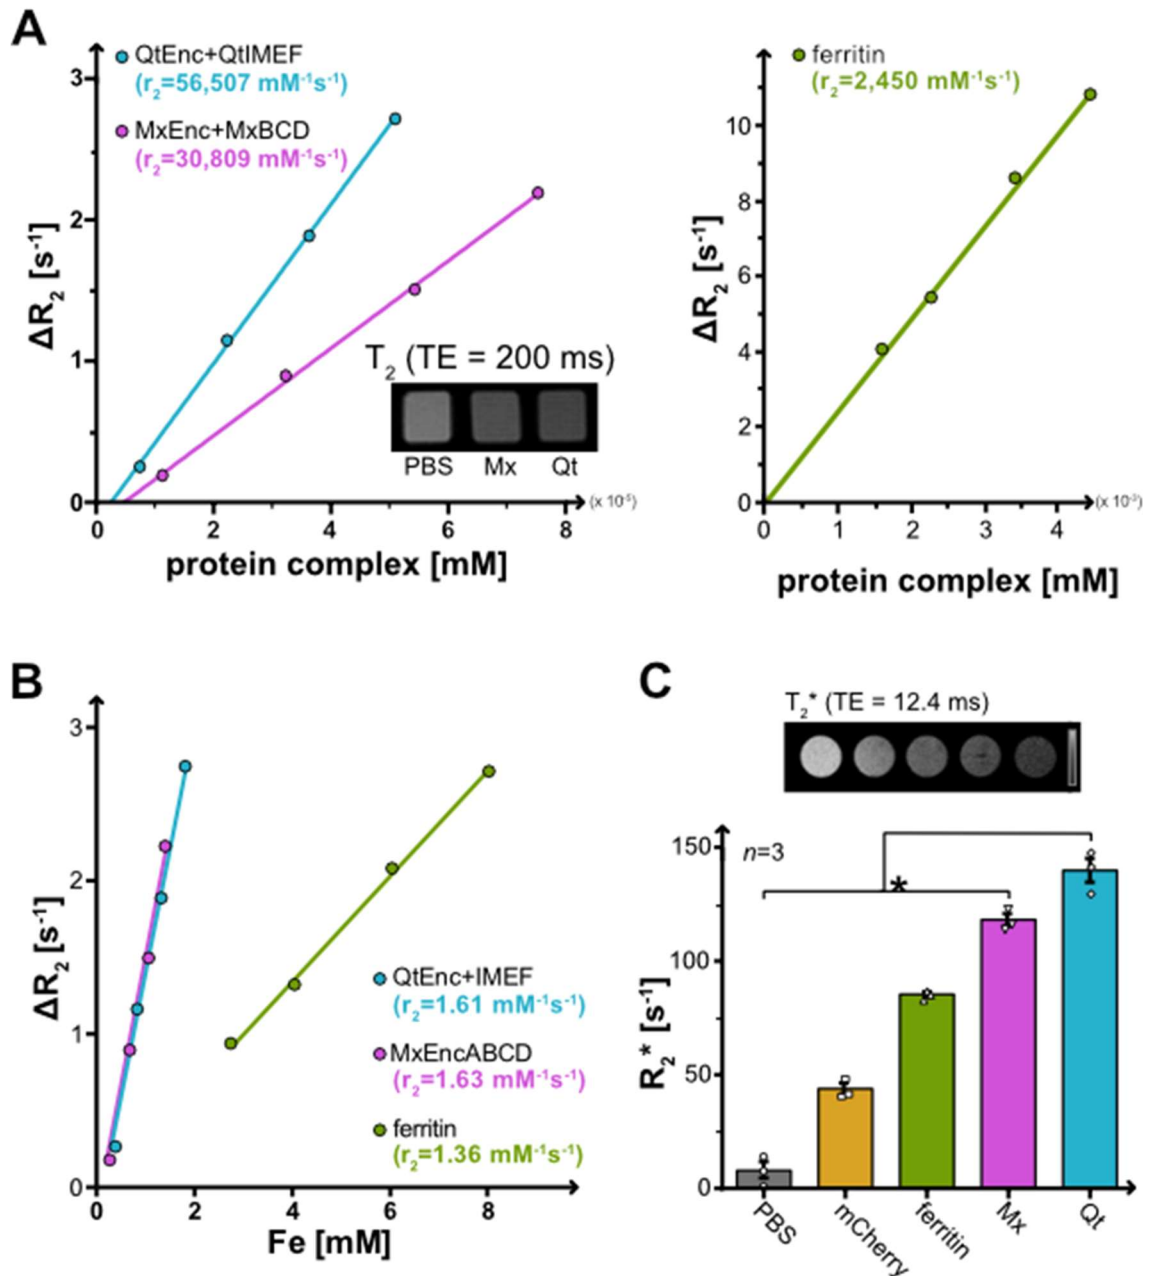 A
QtEnc+QtIMEF
(r₂=56,507 mM⁻¹s⁻¹)
MxEnc+MxBCD
(r₂=30,809 mM⁻¹s⁻¹)
3
2
1
0
ΔR₂ [s⁻¹]
T₂ (TE = 200 ms)
PBS Mx Qt
0 2 4 6 8
(x 10⁻⁵)
protein complex [mM]
ferritin
(r₂=2,450 mM⁻¹s⁻¹)
10
8
6
4
2
0
ΔR₂ [s⁻¹]
0 1 2 3 4
(x 10⁻³)
protein complex [mM]
B
3
2
1
0
ΔR₂ [s⁻¹]
QtEnc+IMEF
(r₂=1.61 mM⁻¹s⁻¹)
MxEncABCD
(r₂=1.63 mM⁻¹s⁻¹)
ferritin
(r₂=1.36 mM⁻¹s⁻¹)
0 2 4 6 8
Fe [mM]
C
T₂* (TE = 12.4 ms)
n=3
*
150
100
50
0
R₂* [s⁻¹]
PBS mCherry ferritin Mx Qt